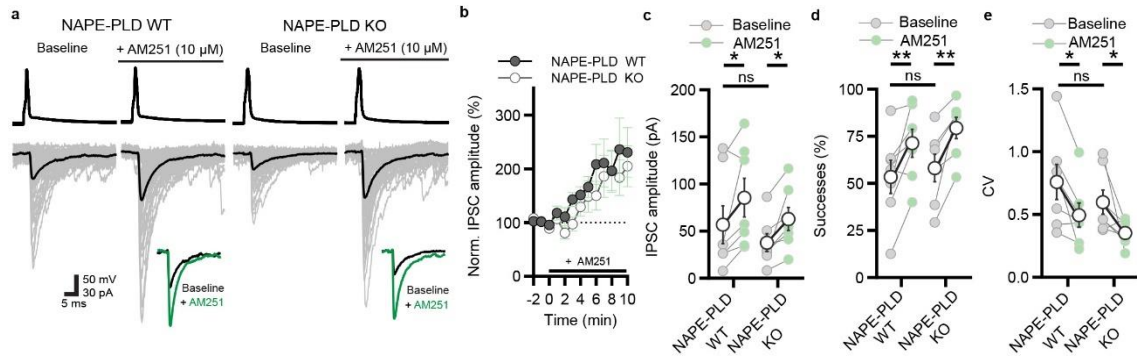 a
NAPE-PLD WT
NAPE-PLD KO
Baseline
+ AM251 (10 µM)
Baseline
+ AM251 (10 µM)
50 mV
30 pA
5 ms
Baseline
+ AM251
Baseline
+ AM251
b
NAPE-PLD WT
NAPE-PLD KO
Norm. IPSC amplitude (%)
300
200
100
0
+ AM251
-2 0 2 4 6 8 10
Time (min)
c
Baseline
AM251
* *
ns
IPSC amplitude (pA)
200
150
100
50
0
NAPE-PLD
WT
NAPE-PLD
KO
d
Baseline
AM251
** **
ns
Successes (%)
100
75
50
25
0
NAPE-PLD
WT
NAPE-PLD
KO
e
Baseline
AM251
* *
ns
CV
1.5
1.0
0.5
0.0
NAPE-PLD
WT
NAPE-PLD
KO